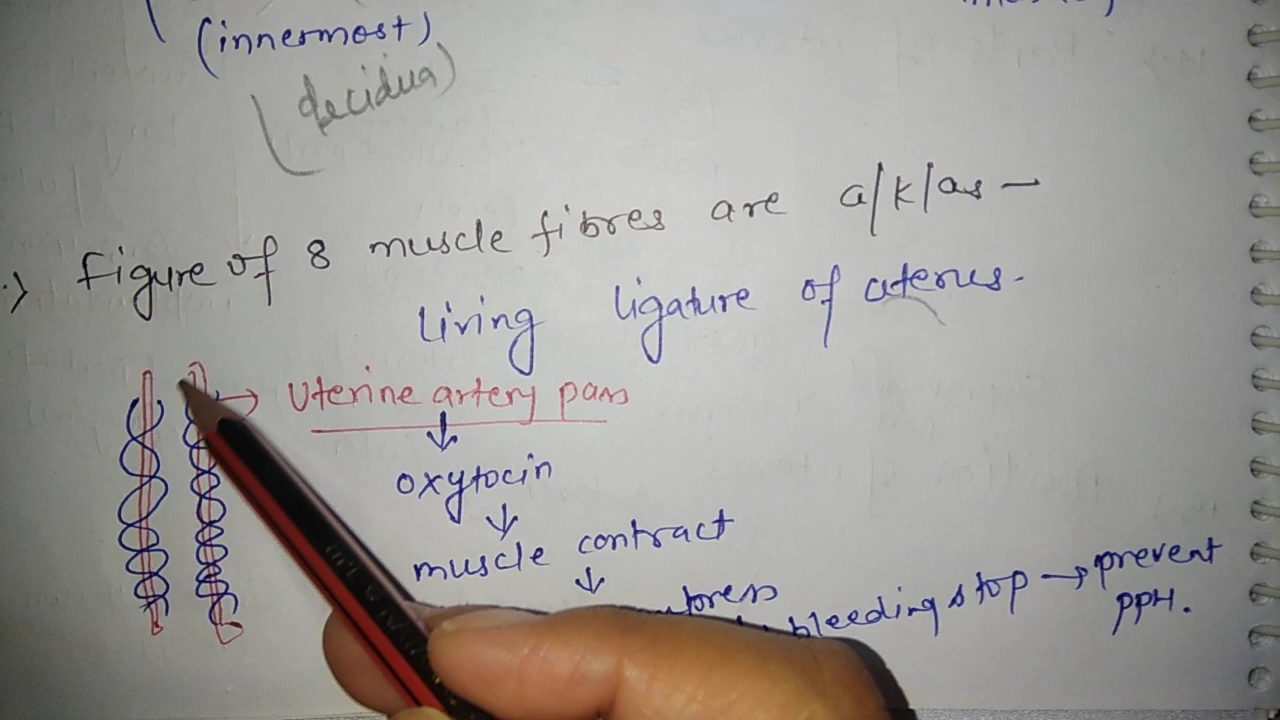 (innermost)
(decidua)
•) Figure of 8 muscle fibres are a/k/as –
Living ligature of uterus.
→ Uterine artery pass
↓
oxytocin
↓
muscle contract
↓
bleeding stop → prevent
PPH.